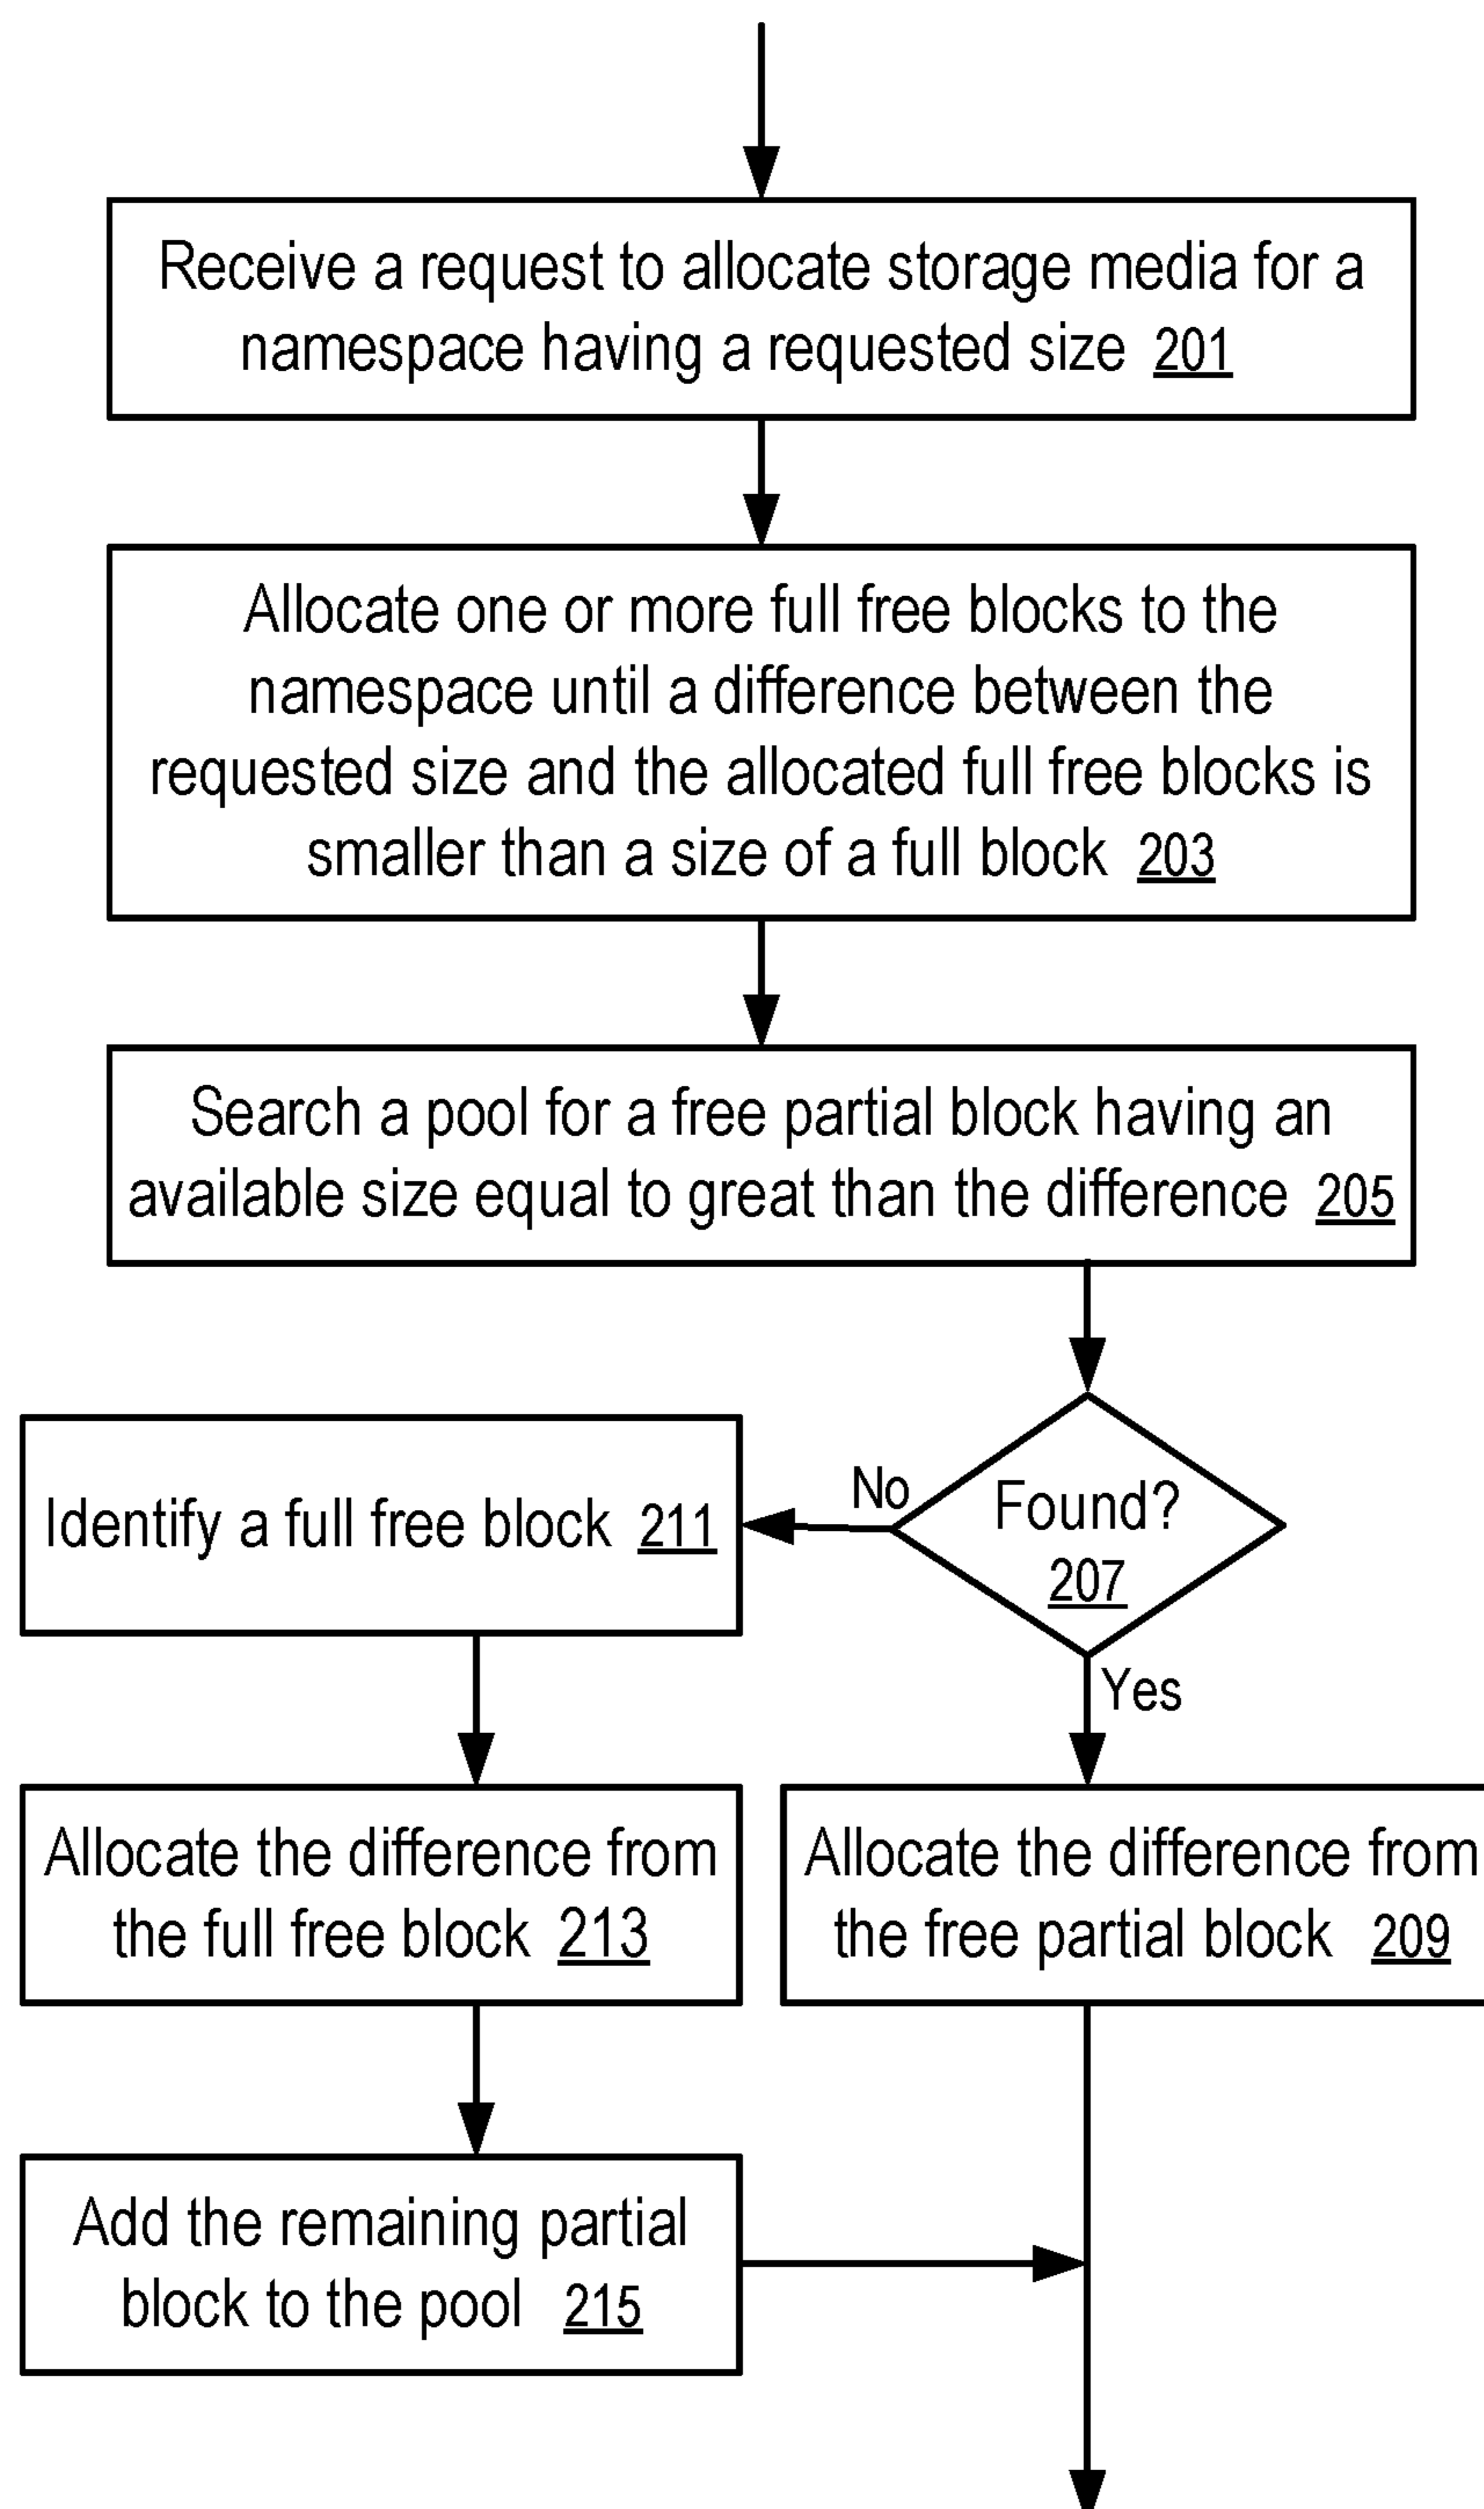 Receive a request to allocate storage media for a
namespace having a requested size 201
Allocate one or more full free blocks to the
namespace until a difference between the
requested size and the allocated full free blocks is
smaller than a size of a full block 203
Search a pool for a free partial block having an
available size equal to great than the difference 205
Found?
207
No
Yes
Identify a full free block 211
Allocate the difference from
the full free block 213
Allocate the difference from
the free partial block 209
Add the remaining partial
block to the pool 215